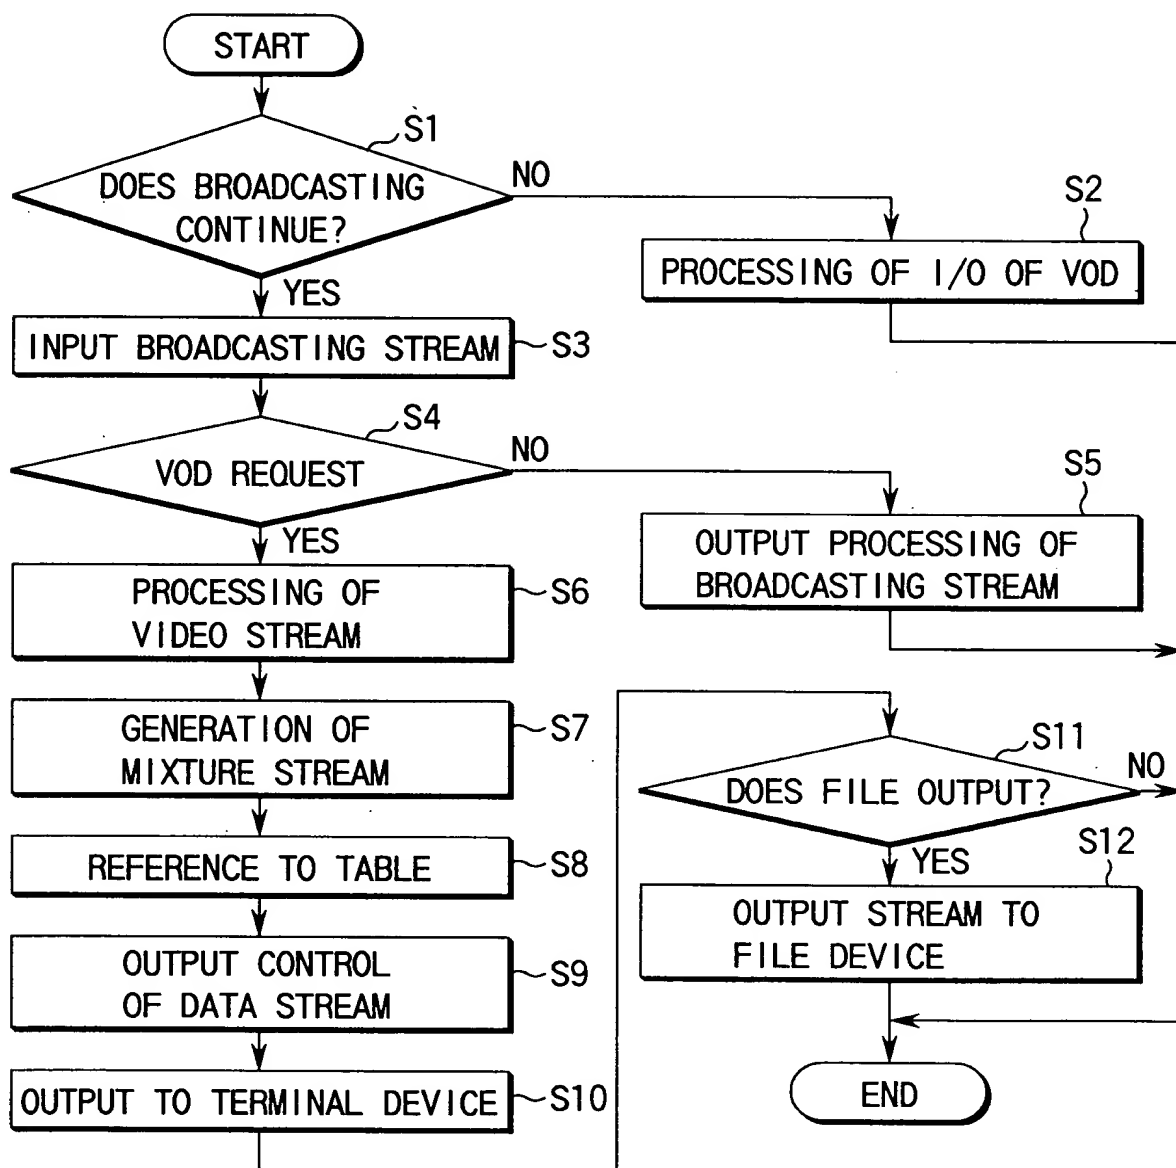 START
S1
DOES BROADCASTING
CONTINUE?
NO
YES
S2
PROCESSING OF I/O OF VOD
INPUT BROADCASTING STREAM
S3
S4
VOD REQUEST
NO
YES
S5
OUTPUT PROCESSING OF
BROADCASTING STREAM
PROCESSING OF
VIDEO STREAM
S6
GENERATION OF
MIXTURE STREAM
S7
REFERENCE TO TABLE
S8
OUTPUT CONTROL
OF DATA STREAM
S9
OUTPUT TO TERMINAL DEVICE
S10
S11
DOES FILE OUTPUT?
NO
YES
S12
OUTPUT STREAM TO
FILE DEVICE
END